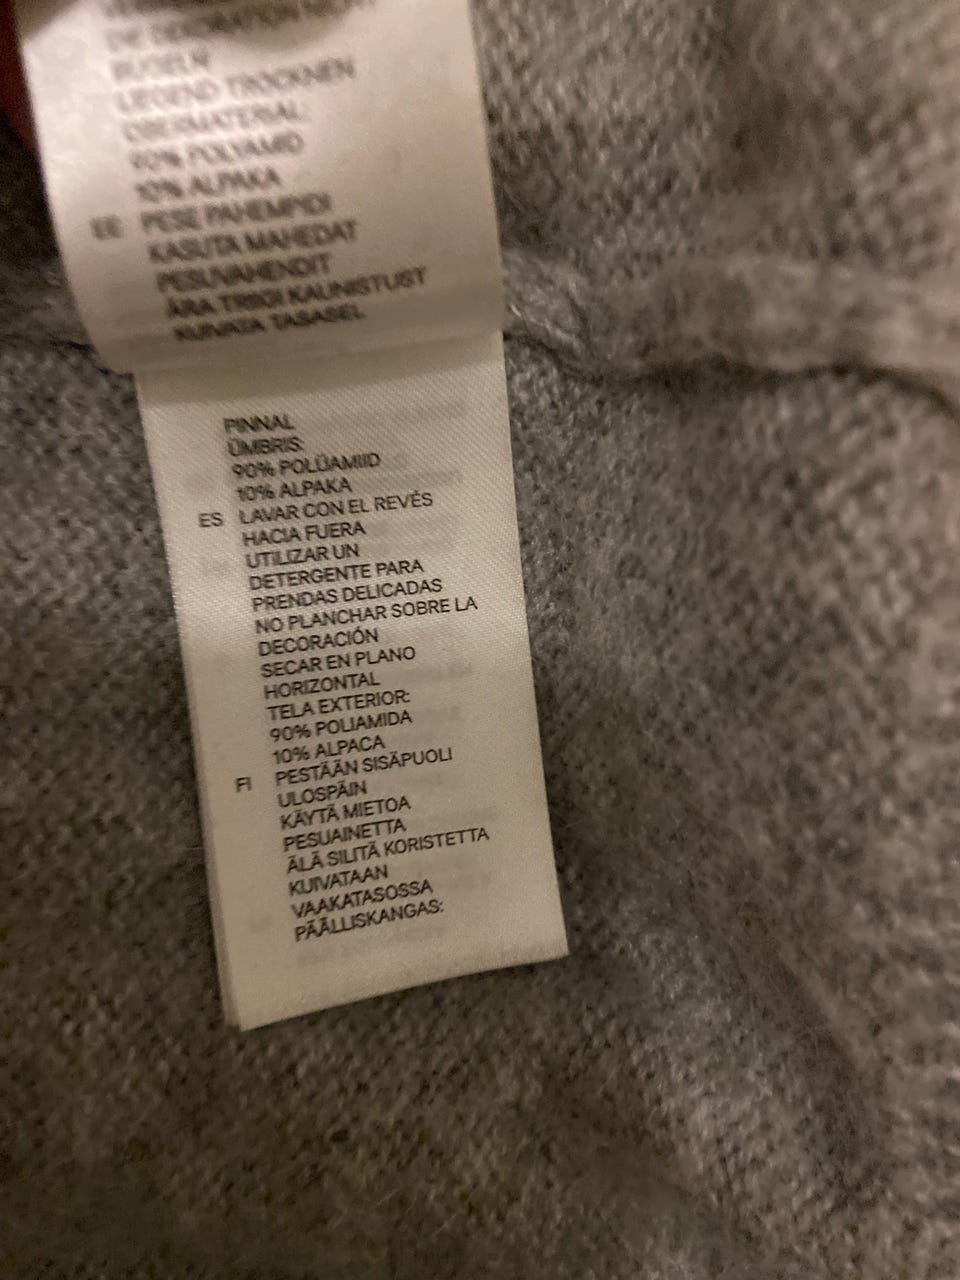 BÜGELN
LIEGEND TROCKNEN
OBERMATERIAL:
90% POLYAMID
10% ALPAKA
EE PESE PAHEMPIDI
KASUTA MAHEDAT
PESUVAHENDIT
ÄRA TRIIGI KAUNISTUST
KUIVATA TASASEL
PINNAL
ÜMBRIS:
90% POLÜAMIID
10% ALPAKA
ES LAVAR CON EL REVÉS
HACIA FUERA
UTILIZAR UN
DETERGENTE PARA
PRENDAS DELICADAS
NO PLANCHAR SOBRE LA
DECORACIÓN
SECAR EN PLANO
HORIZONTAL
TELA EXTERIOR:
90% POLIAMIDA
10% ALPACA
FI PESTÄÄN SISÄPUOLI
ULOSPÄIN
KÄYTÄ MIETOA
PESUAINETTA
ÄLÄ SILITÄ KORISTETTA
KUIVATAAN
VAAKATASOSSA
PÄÄLLISKANGAS: